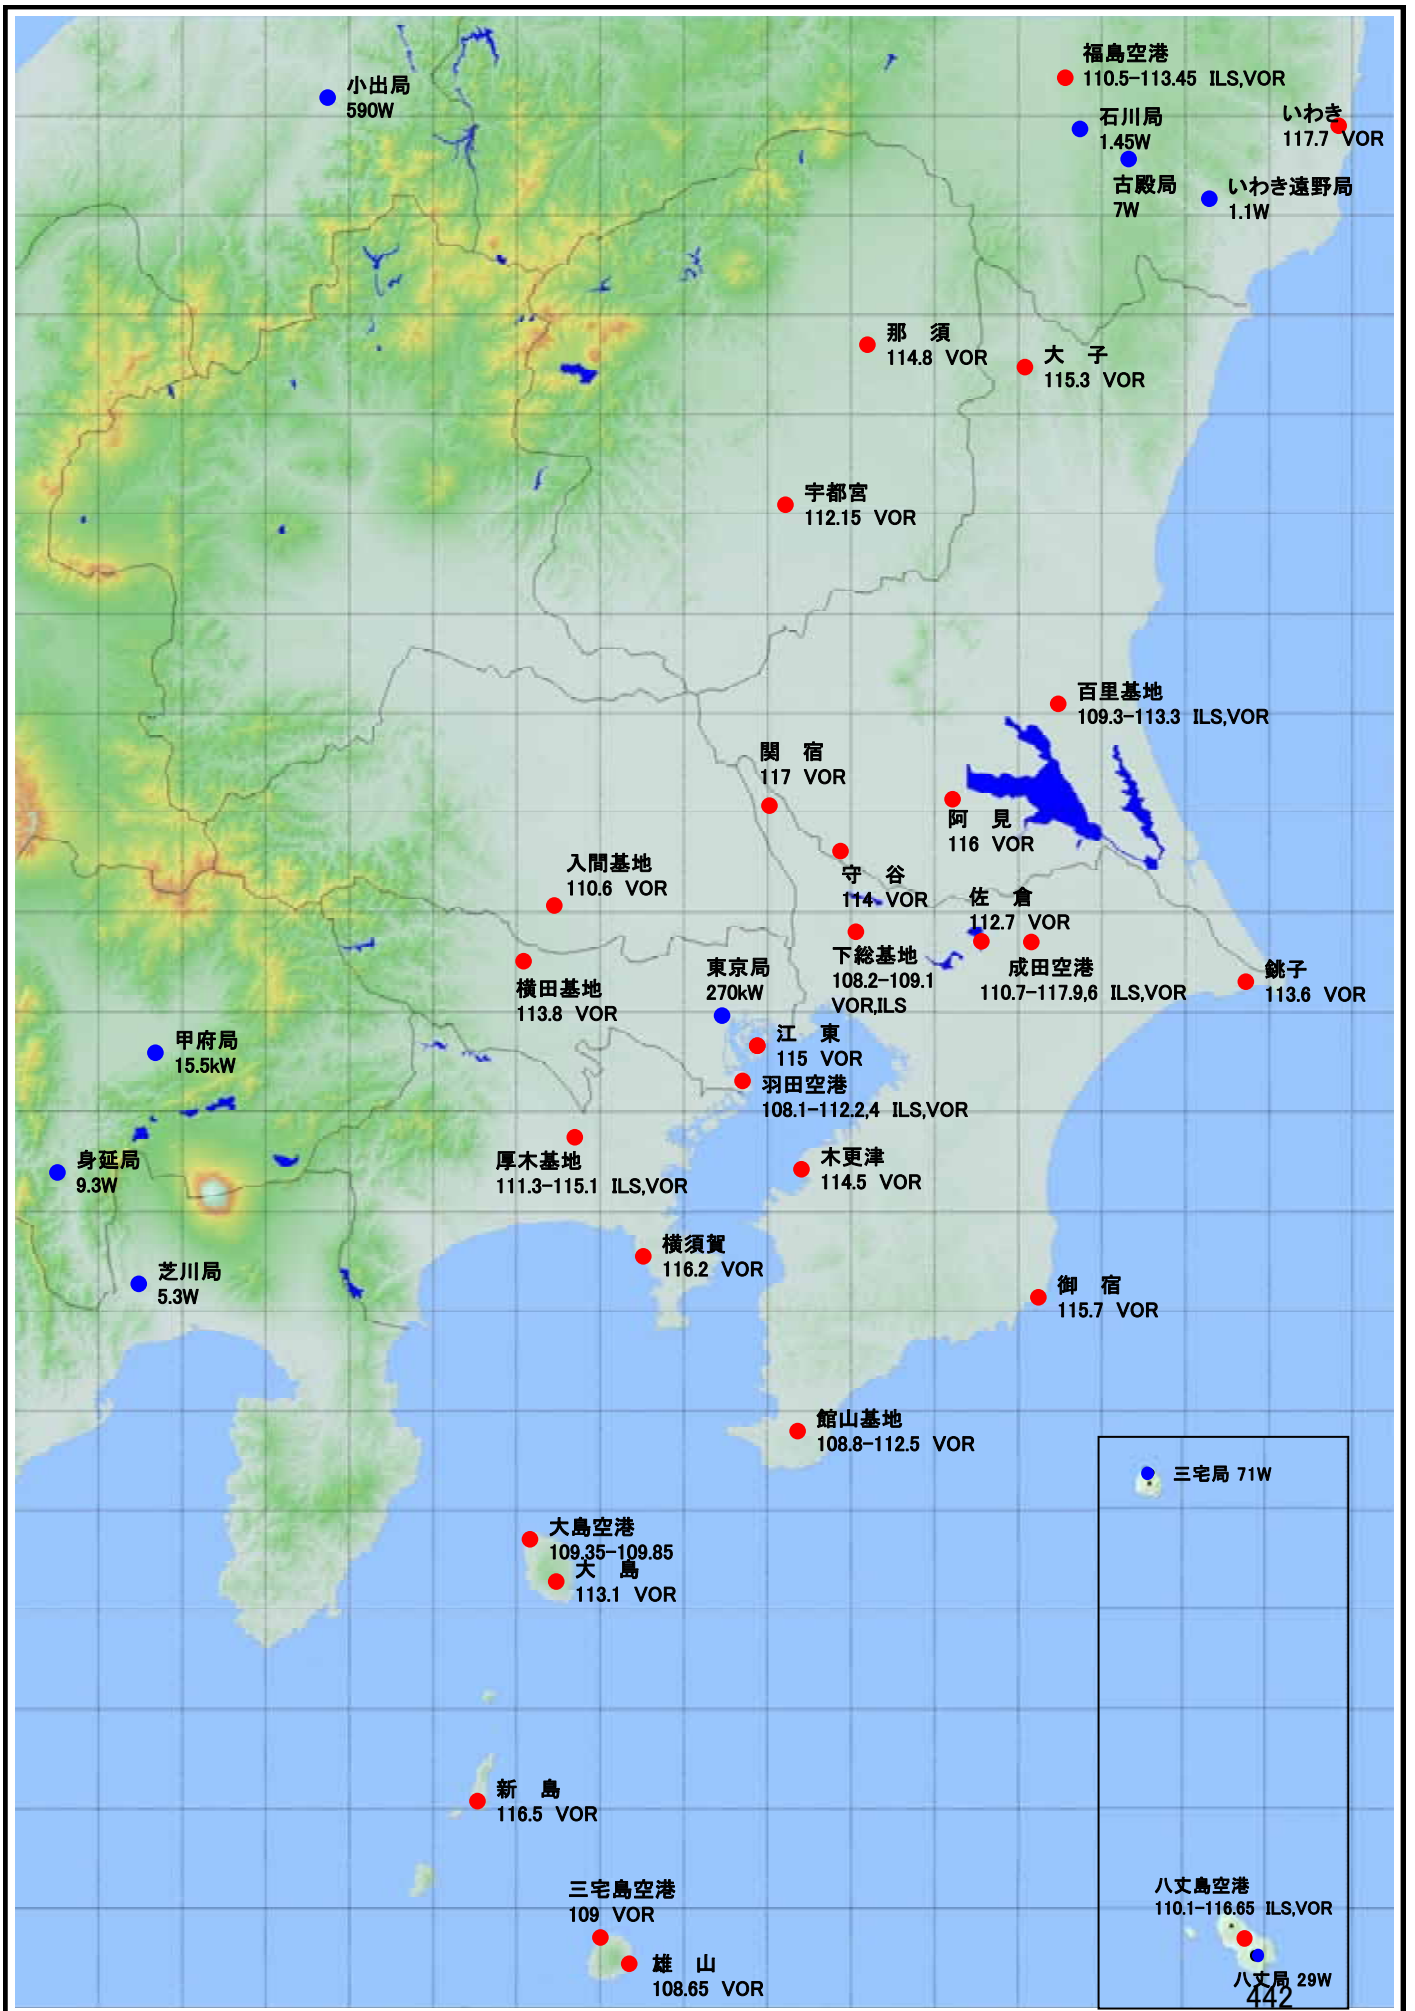 福島空港
110.5-113.45 ILS,VOR
小出局
590W
石川局
1.45W
いわき
117.7 VOR
古殿局
7W
いわき遠野局
1.1W
那 須
114.8 VOR
大 子
115.3 VOR
宇都宮
112.15 VOR
百里基地
109.3-113.3 ILS,VOR
関 宿
117 VOR
阿 見
116 VOR
入間基地
110.6 VOR
守 谷
114 VOR
佐 倉
112.7 VOR
下総基地
108.2-109.1
VOR,ILS
成田空港
110.7-117.9,6 ILS,VOR
銚子
113.6 VOR
東京局
270kW
横田基地
113.8 VOR
甲府局
15.5kW
江 東
115 VOR
羽田空港
108.1-112.2,4 ILS,VOR
身延局
9.3W
厚木基地
111.3-115.1 ILS,VOR
木更津
114.5 VOR
横須賀
116.2 VOR
芝川局
5.3W
御 宿
115.7 VOR
館山基地
108.8-112.5 VOR
三宅局 71W
大島空港
109.35-109.85
大 島
113.1 VOR
新 島
116.5 VOR
三宅島空港
109 VOR
雄 山
108.65 VOR
八丈島空港
110.1-116.65 ILS,VOR
八丈局 29W
442